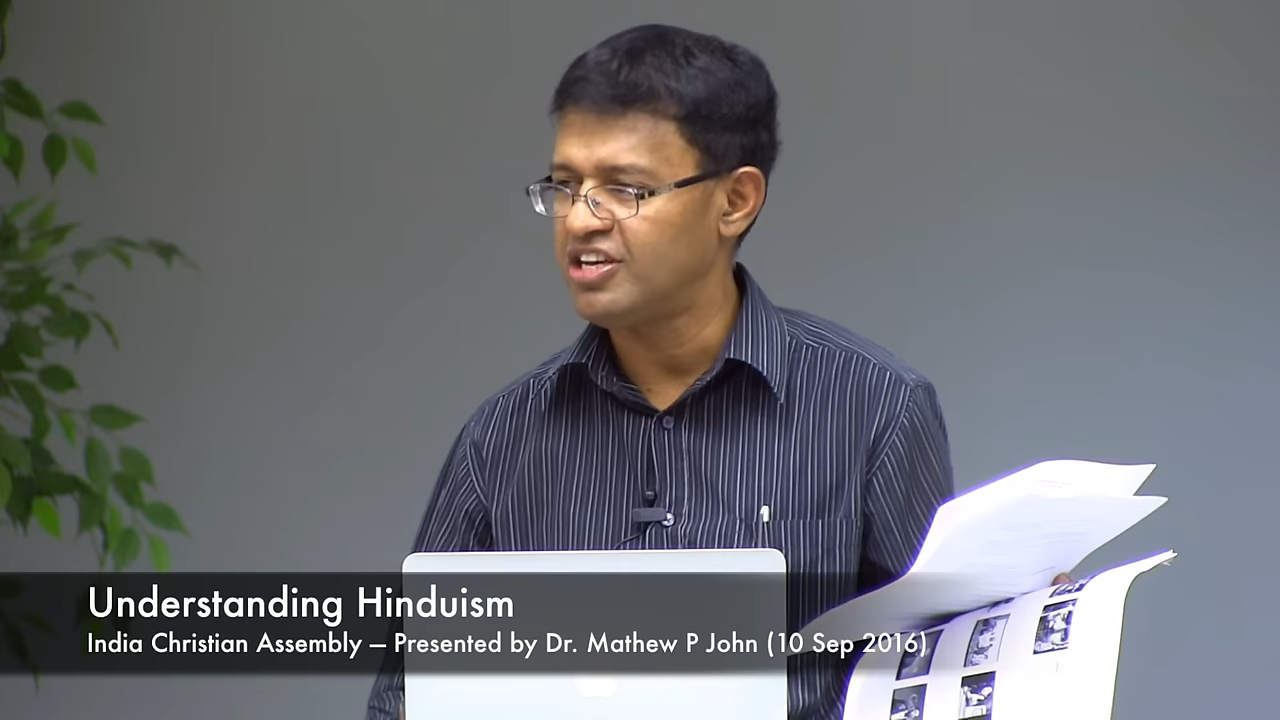 Understanding Hinduism
India Christian Assembly – Presented by Dr. Mathew P John (10 Sep 2016)